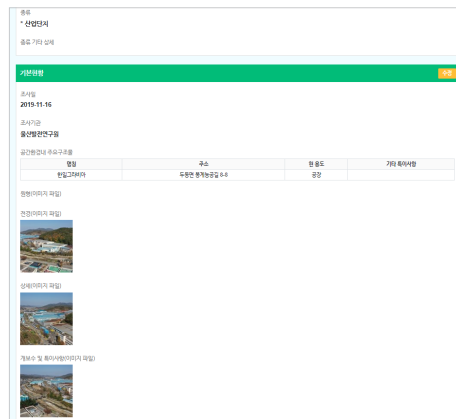 종류
* 산업단지
종류 기타 상세
기본현황
수정
조사일
2019-11-16
조사기관
울산발전연구원
공간환경내 주요구조물
명칭 주소 현 용도 기타 특이사항
한일그라비아 두동면 봉계농공길 8-8 공장
현황(이미지 파일)
전경(이미지 파일)
상세(이미지 파일)
개보수 및 특이사항(이미지 파일)